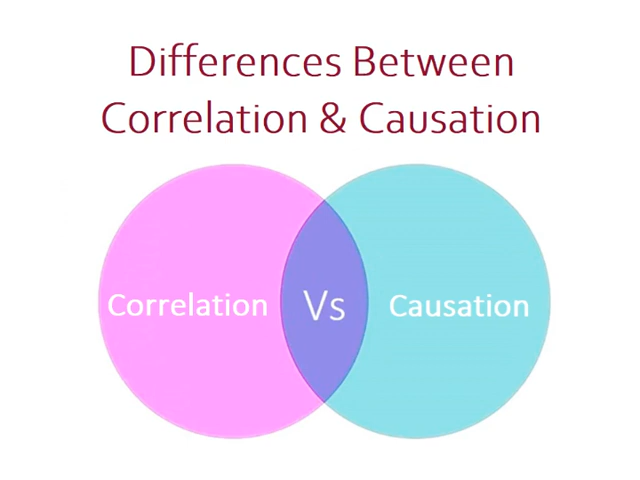 Differences Between
Correlation & Causation
Correlation Vs Causation